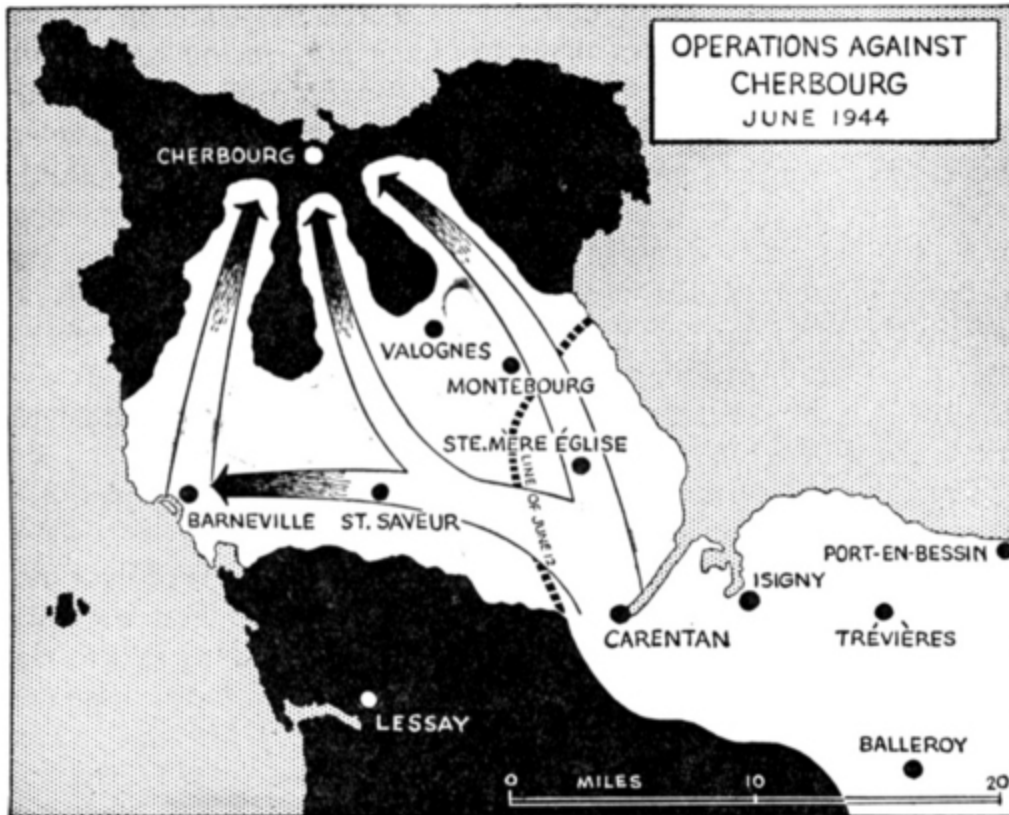 OPERATIONS AGAINST
CHERBOURG
JUNE 1944
CHERBOURG
VALOGNES
MONTEBOURG
STE.MÈRE ÉGLISE
LINE OF JUNE 12
BARNEVILLE
ST. SAVEUR
PORT-EN-BESSIN
ISIGNY
CARENTAN
TRÉVIÈRES
LESSAY
BALLEROY
0 MILES 10 20